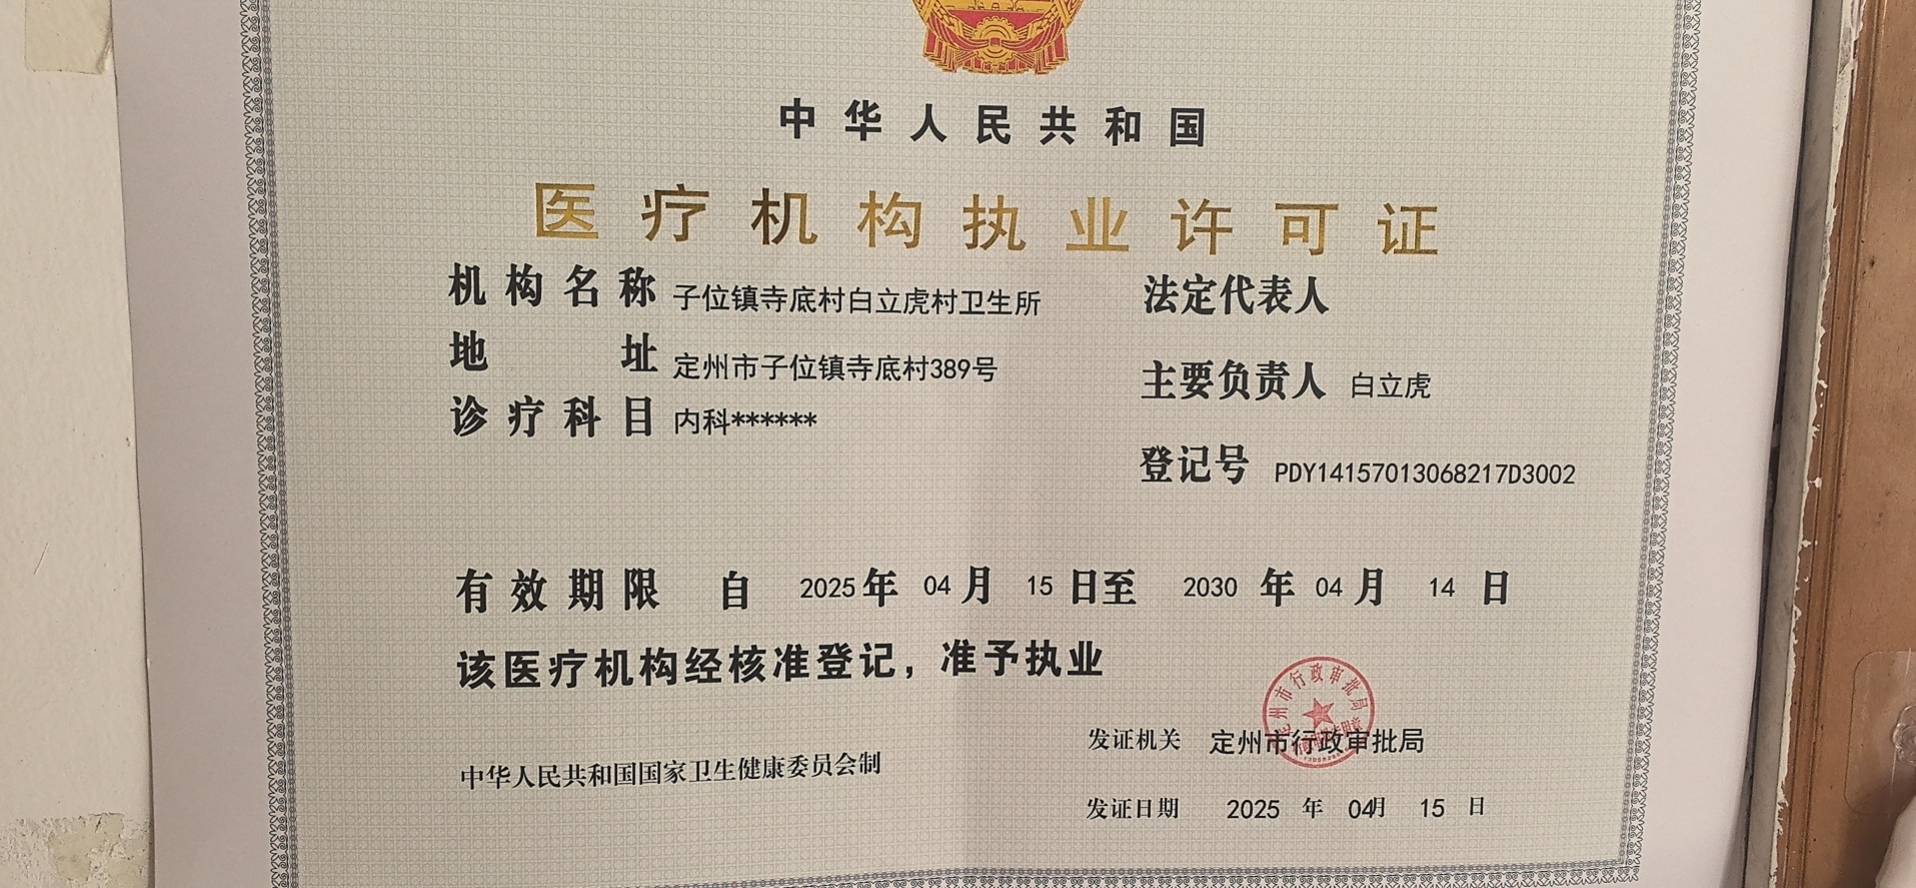 中华人民共和国
医疗机构执业许可证
机构名称 子位镇寺底村白立虎村卫生所
法定代表人
地址 定州市子位镇寺底村389号
主要负责人 白立虎
诊疗科目 内科******
登记号 PDY14157013068217D3002
有效期限 自 2025年 04月 15日至 2030年 04月 14日
该医疗机构经核准登记，准予执业
发证机关 定州市行政审批局
定州市行政审批局
中华人民共和国国家卫生健康委员会制
发证日期 2025年 04月 15日